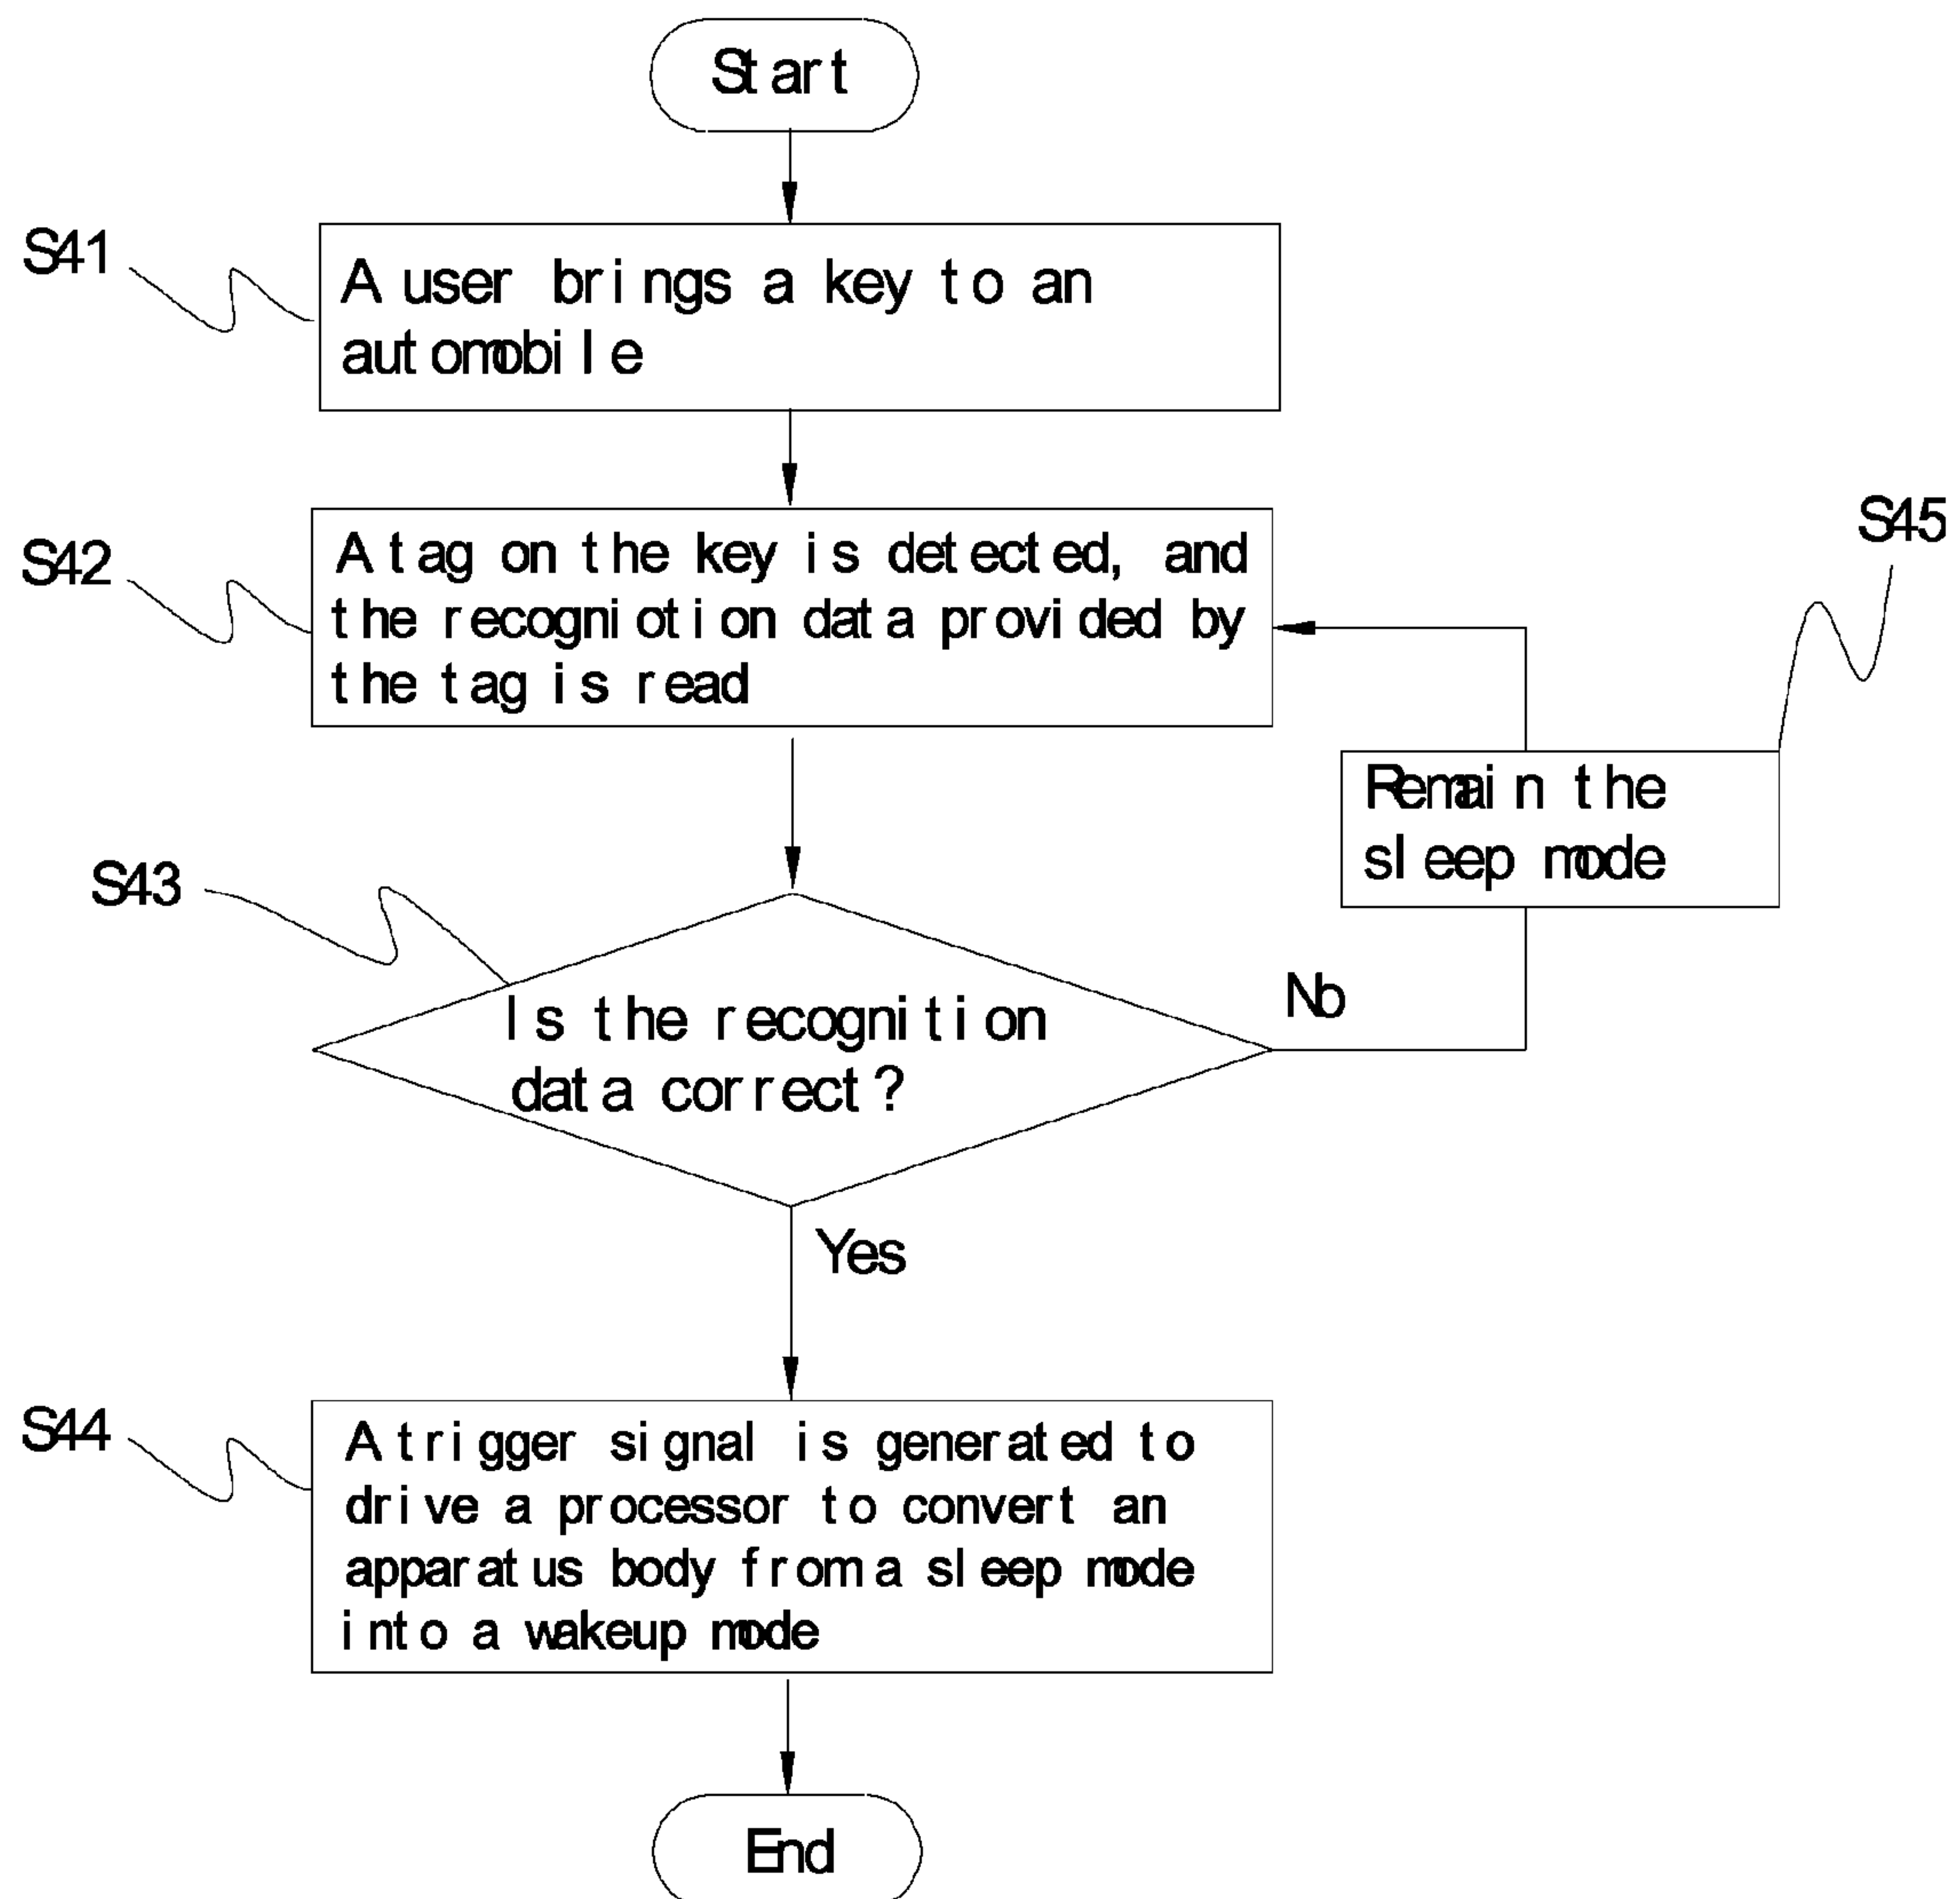 Start
S41
A user brings a key to an
automobile
S42
A tag on the key is detected, and
the recogniotion data provided by
the tag is read
S45
Remain the
sleep mode
S43
Is the recognition
data correct?
No
Yes
S44
A trigger signal is generated to
drive a processor to convert an
apparatus body from a sleep mode
into a wakeup mode
End